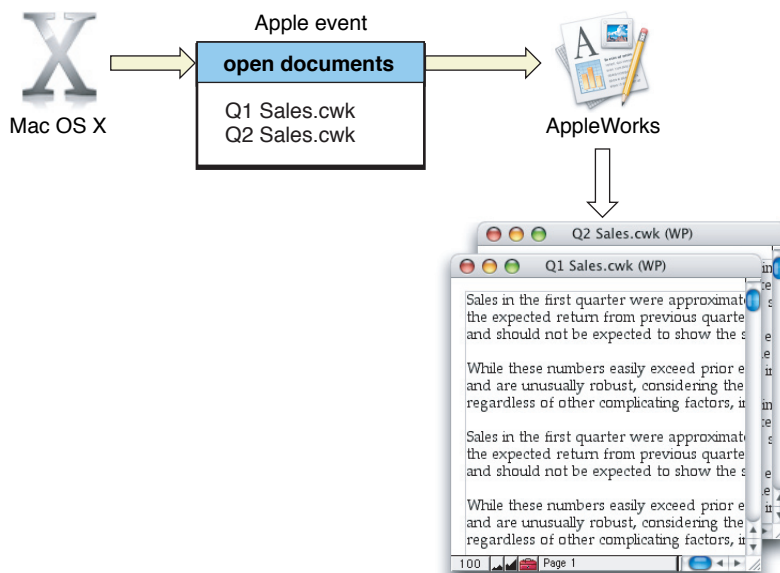 Apple event
open documents
Q1 Sales.cwk
Q2 Sales.cwk
Mac OS X
AppleWorks
Q2 Sales.cwk (WP)
Q1 Sales.cwk (WP)
Sales in the first quarter were approximat
the expected return from previous quarte
and should not be expected to show the s
While these numbers easily exceed prior e
and are unusually robust, considering the
regardless of other complicating factors, in
Sales in the first quarter were approximat
the expected return from previous quarte
and should not be expected to show the s
While these numbers easily exceed prior e
and are unusually robust, considering the
regardless of other complicating factors, in
100 Page 1